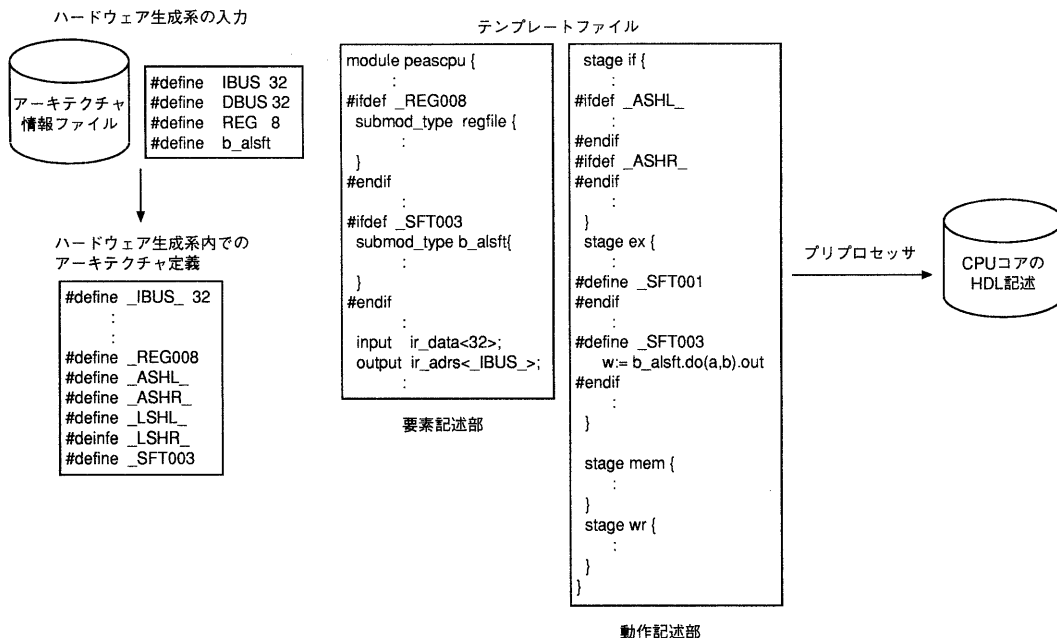 ハードウェア生成系の入力
アーキテクチャ
情報ファイル
#define IBUS 32
#define DBUS 32
#define REG 8
#define b_alsft
ハードウェア生成系内での
アーキテクチャ定義
#define _IBUS_ 32
:
:
#define _REG008
#define _ASHL_
#define _ASHR_
#define _LSHL_
#deinfe _LSHR_
#define _SFT003
テンプレートファイル
module peascpu {
:
#ifdef _REG008
submod_type regfile {
:
}
#endif
:
#ifdef _SFT003
submod_type b_alsft{
:
}
#endif
:
input ir_data<32>;
output ir_adrs<_IBUS_>;
:
要素記述部
stage if {
:
#ifdef _ASHL_
:
#endif
#ifdef _ASHR_
#endif
:
}
stage ex {
:
#define _SFT001
#endif
:
#define _SFT003
w:= b_alsft.do(a,b).out
#endif
:
}
stage mem {
:
}
stage wr {
:
}
}
動作記述部
プリプロセッサ
CPUコアの
HDL記述